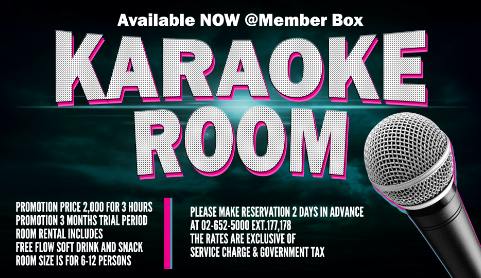 Available NOW @Member Box
KARAOKE
ROOM
PROMOTION PRICE 2,000 FOR 3 HOURS
PROMOTION 3 MONTHS TRIAL PERIOD
ROOM RENTAL INCLUDES
FREE FLOW SOFT DRINK AND SNACK
ROOM SIZE IS FOR 6-12 PERSONS
PLEASE MAKE RESERVATION 2 DAYS IN ADVANCE
AT 02-652-5000 EXT.177,178
THE RATES ARE EXCLUSIVE OF
SERVICE CHARGE & GOVERNMENT TAX